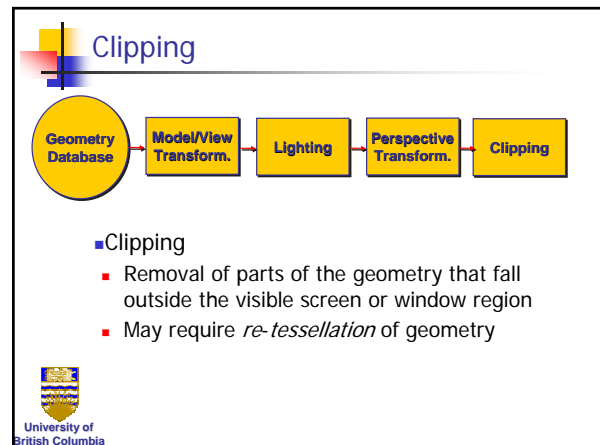 Clipping
Geometry
Database
Model/View
Transform.
Lighting
Perspective
Transform.
Clipping
Clipping
Removal of parts of the geometry that fall
outside the visible screen or window region
May require re-tessellation of geometry
University of
British Columbia